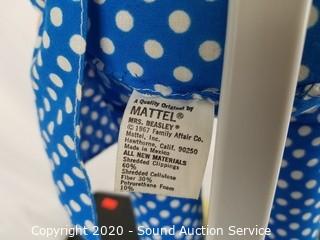 A Quality Original by
MATTEL®
MRS. BEASLEY®
© 1967 Family Affair Co.
Mattel, Inc.
Hawthorne, Calif. 90250
Made in Mexico
ALL NEW MATERIALS
Shredded Clippings
60%
Shredded Cellulose
Fiber 30%
Polyurethane Foam
10%
Copyright 2020 - Sound Auction Service